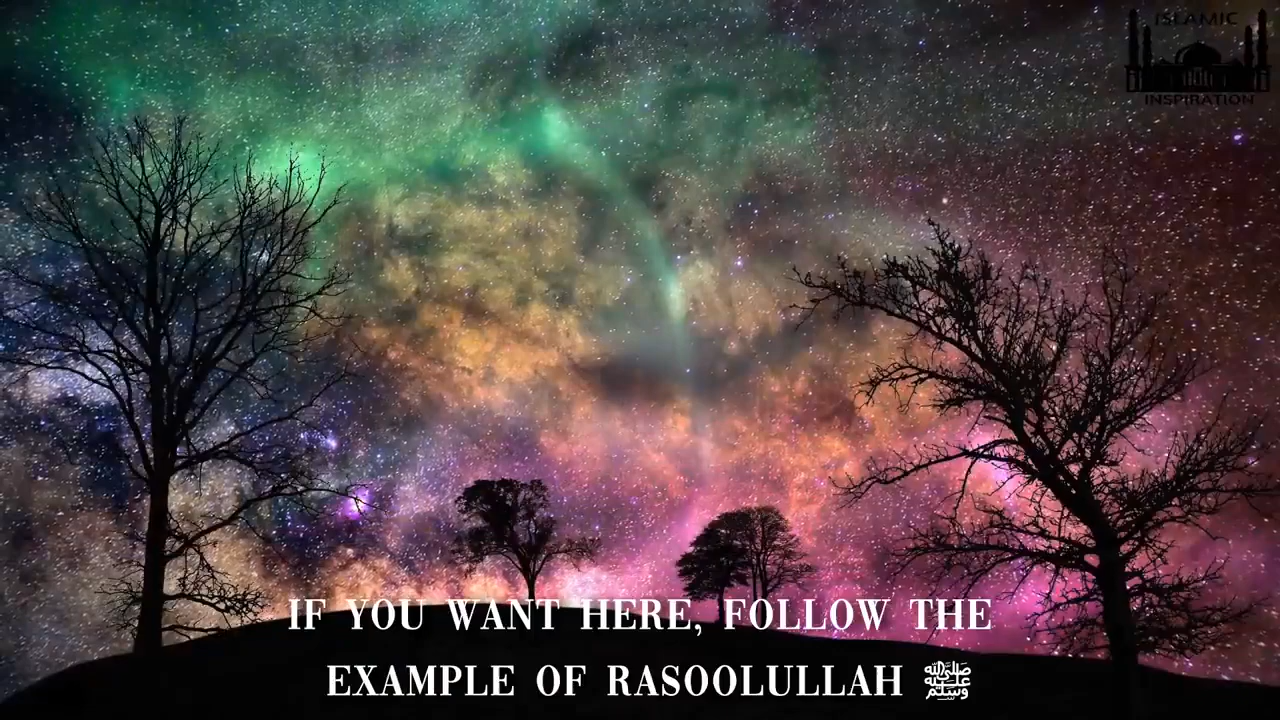 ISLAMIC
INSPIRATION
IF YOU WANT HERE, FOLLOW THE
EXAMPLE OF RASOOLULLAH ﷺ